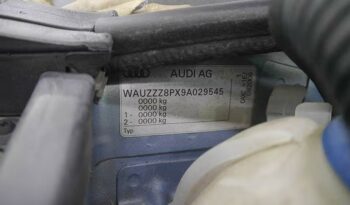 AUDI AG
WAUZZZ8PX9A029545
0000 kg
0000 kg
1 - 0000 kg
2 - 0000 kg
Typ